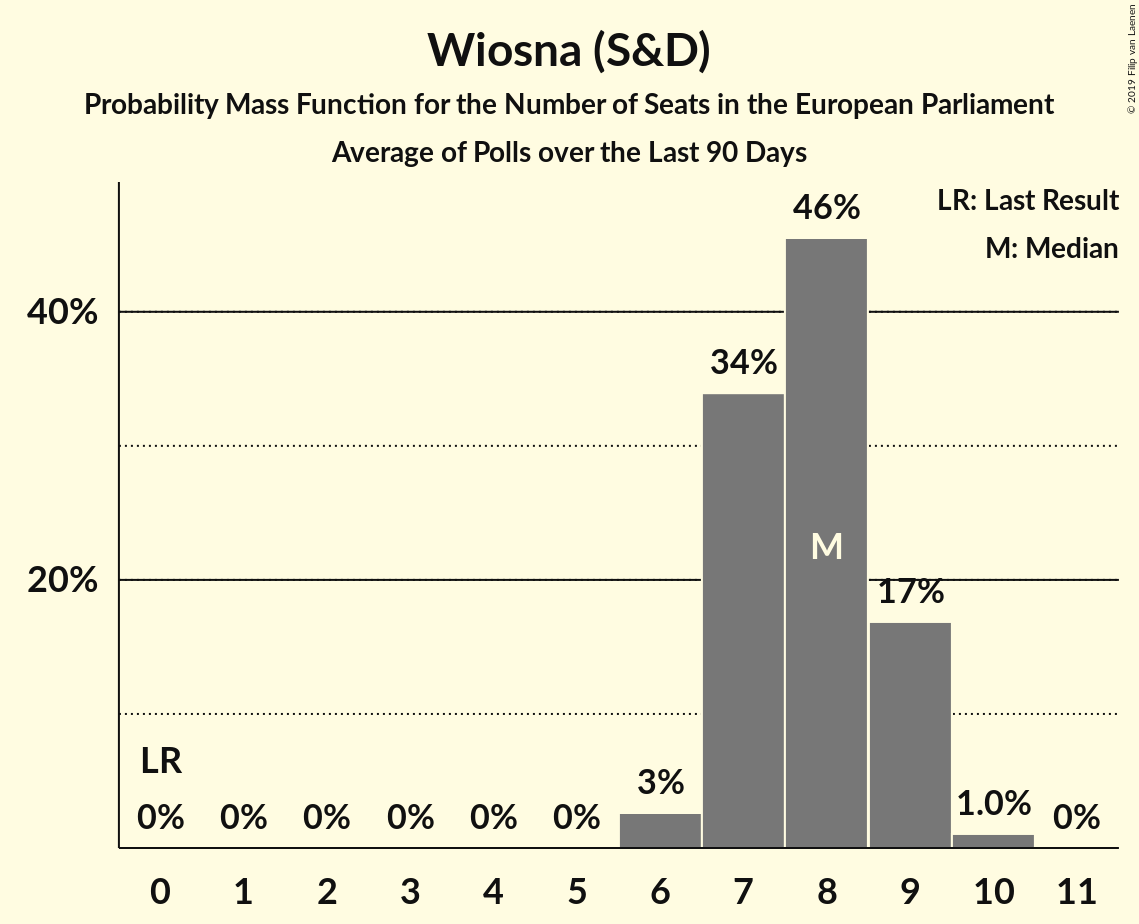 Wiosna (S&D)
Probability Mass Function for the Number of Seats in the European Parliament
Average of Polls over the Last 90 Days
© 2019 Filip van Laenen
LR: Last Result
M: Median
46%
40%
34%
M
20%
17%
LR
3%
1.0%
0% 0% 0% 0% 0% 0% 0%
0 1 2 3 4 5 6 7 8 9 10 11